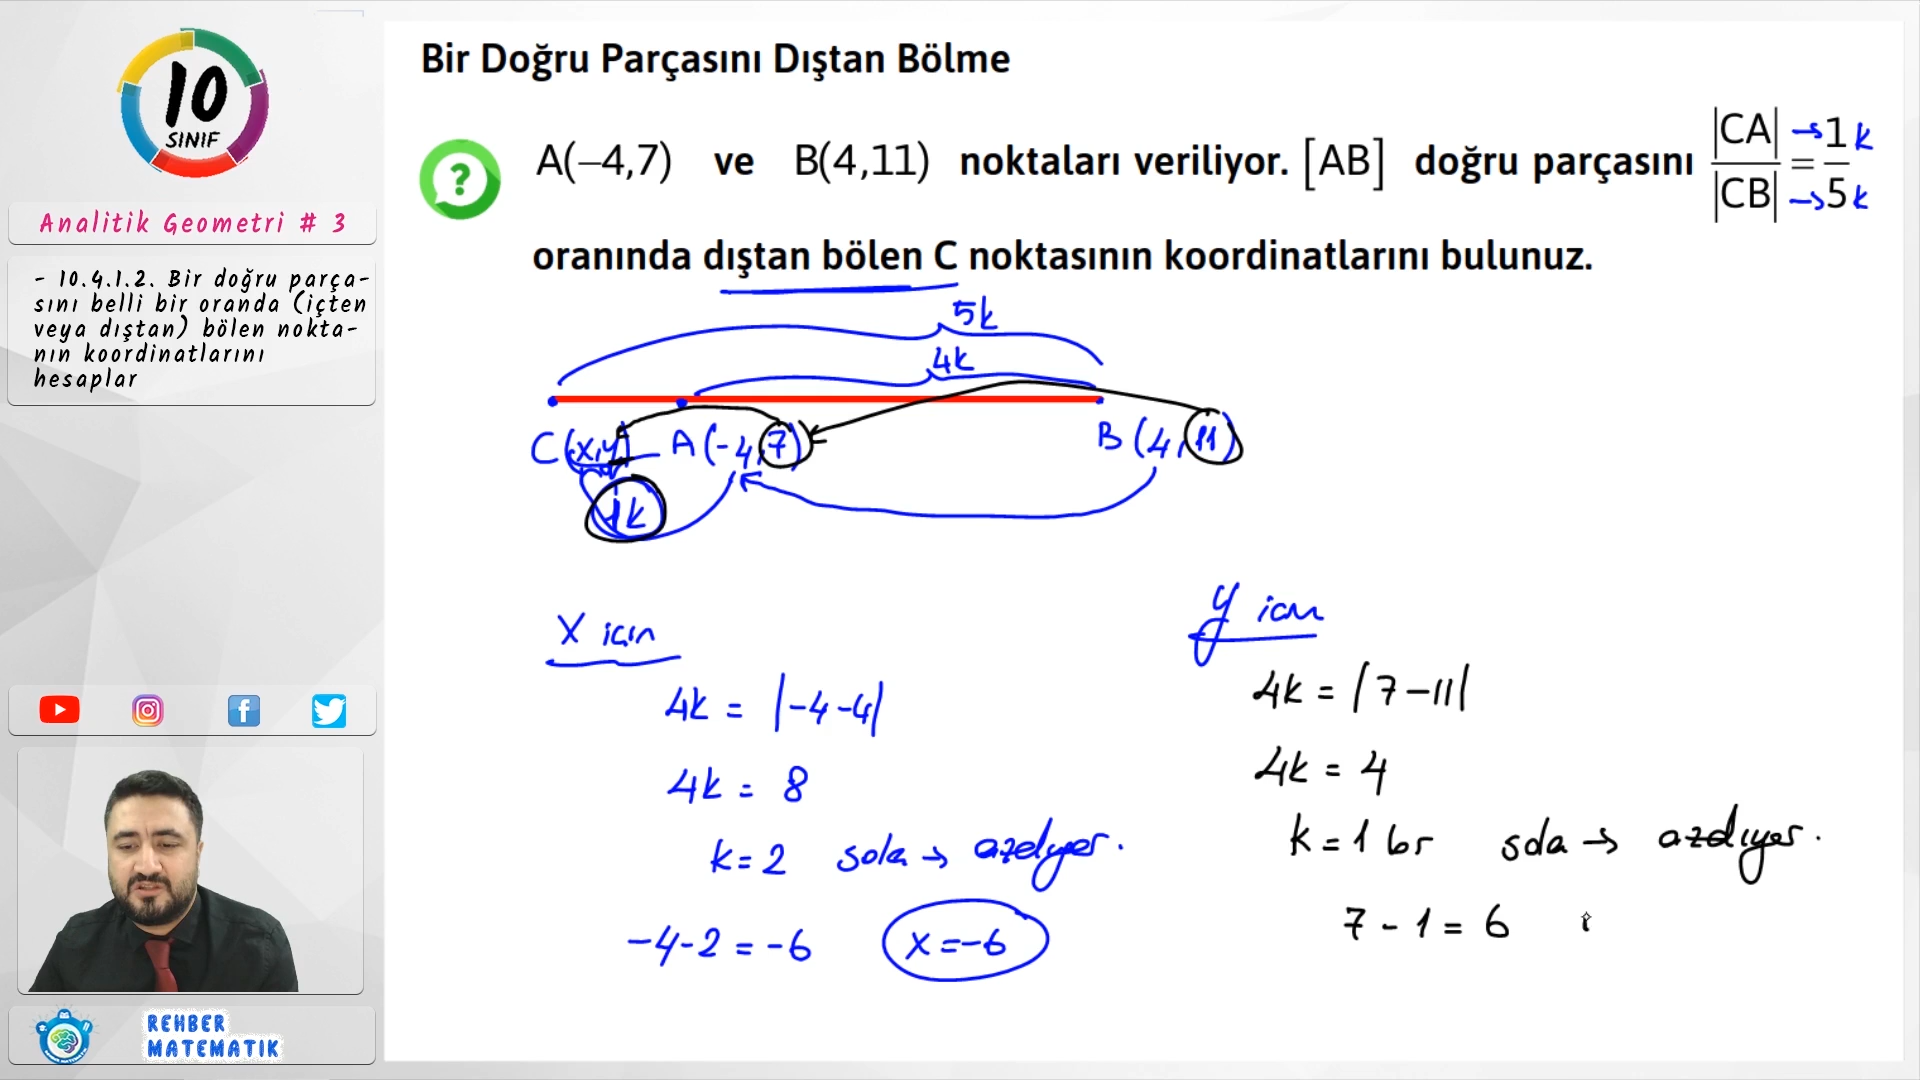 10
SINIF
Analitik Geometri # 3
- 10.4.1.2. Bir doğru parça-
sını belli bir oranda (içten
veya dıştan) bölen nokta-
nın koordinatlarını
hesaplar
REHBER
MATEMATIK
Bir Doğru Parçasını Dıştan Bölme
? A(−4,7) ve B(4,11) noktaları veriliyor. [AB] doğru parçasını |CA|/|CB| = 1/5 → 1k → 5k
oranında dıştan bölen C noktasının koordinatlarını bulunuz.
5k
4k
C(x,y) A(-4,7) B(4,11)
1k
x için
4k = |-4-4|
4k = 8
k=2 sola → azalıyor.
-4-2 = -6 x=-6
y için
4k = |7-11|
4k = 4
k=1 br sola → azalıyor.
7-1=6